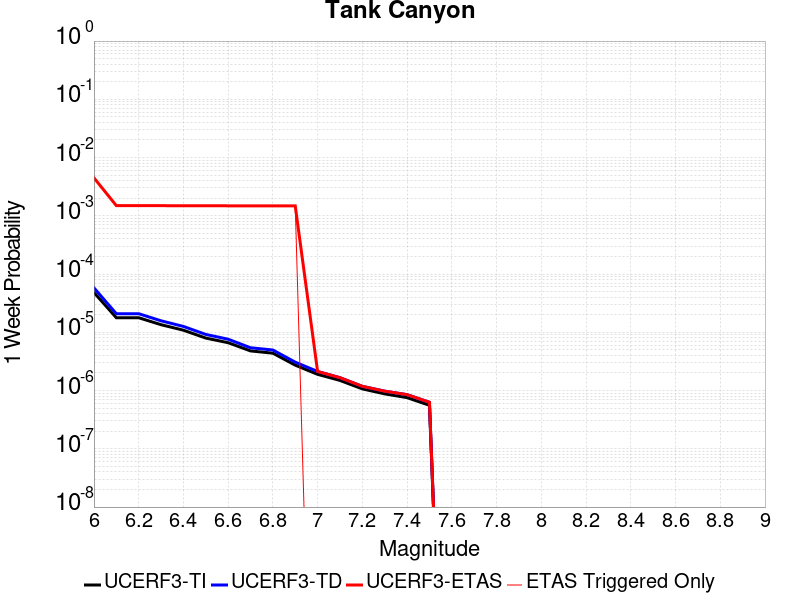 Tank Canyon
10 0
10 -1
10 -2
10 -3
10 -4
10 -5
10 -6
10 -7
10 -8
1 Week Probability
6 6.2 6.4 6.6 6.8 7 7.2 7.4 7.6 7.8 8 8.2 8.4 8.6 8.8 9
Magnitude
UCERF3-TI UCERF3-TD UCERF3-ETAS ETAS Triggered Only